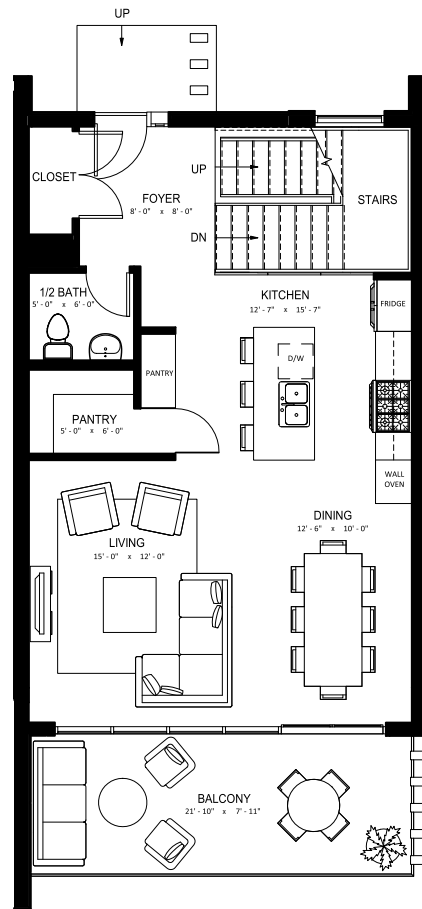 UP
CLOSET
UP
FOYER
8' - 0" x 8' - 0"
STAIRS
DN
1/2 BATH
5' - 0" x 6' - 0"
KITCHEN
12' - 7" x 15' - 7"
FRIDGE
D/W
PANTRY
PANTRY
5' - 0" x 6' - 0"
WALL
OVEN
DINING
12' - 6" x 10' - 0"
LIVING
15' - 0" x 12' - 0"
BALCONY
21' - 10" x 7' - 11"